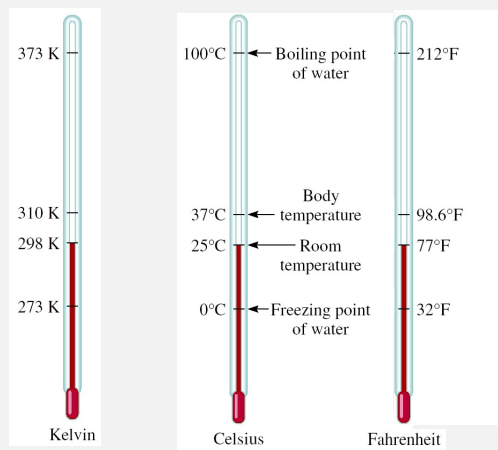 373 K
310 K
298 K
273 K
Kelvin
100°C
Boiling point
of water
37°C
Body
temperature
25°C
Room
temperature
0°C
Freezing point
of water
Celsius
212°F
98.6°F
77°F
32°F
Fahrenheit